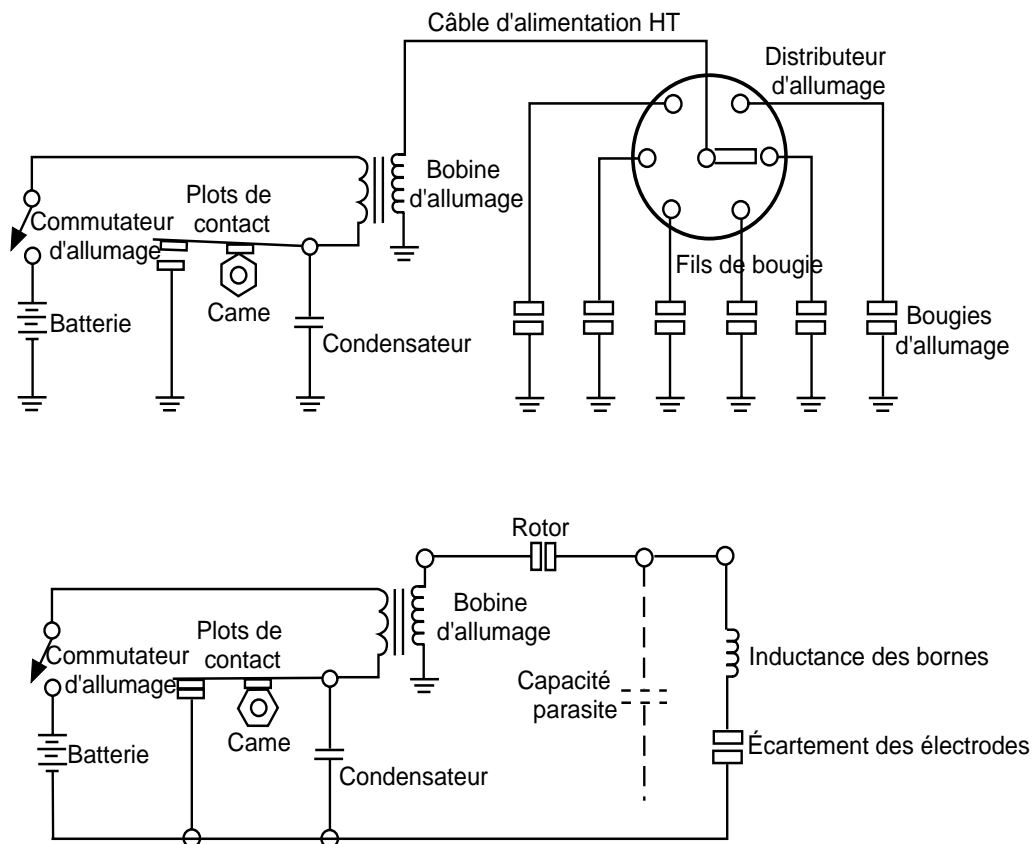 Câble d'alimentation HT
Distributeur
d'allumage
Bobine
d'allumage
Plots de
contact
Commutateur
d'allumage
Fils de bougie
Came
Batterie
Condensateur
Bougies
d'allumage
Rotor
Bobine
d'allumage
Plots de
contact
Commutateur
d'allumage
Inductance des bornes
Capacité
parasite
Came
Batterie
Condensateur
Écartement des électrodes